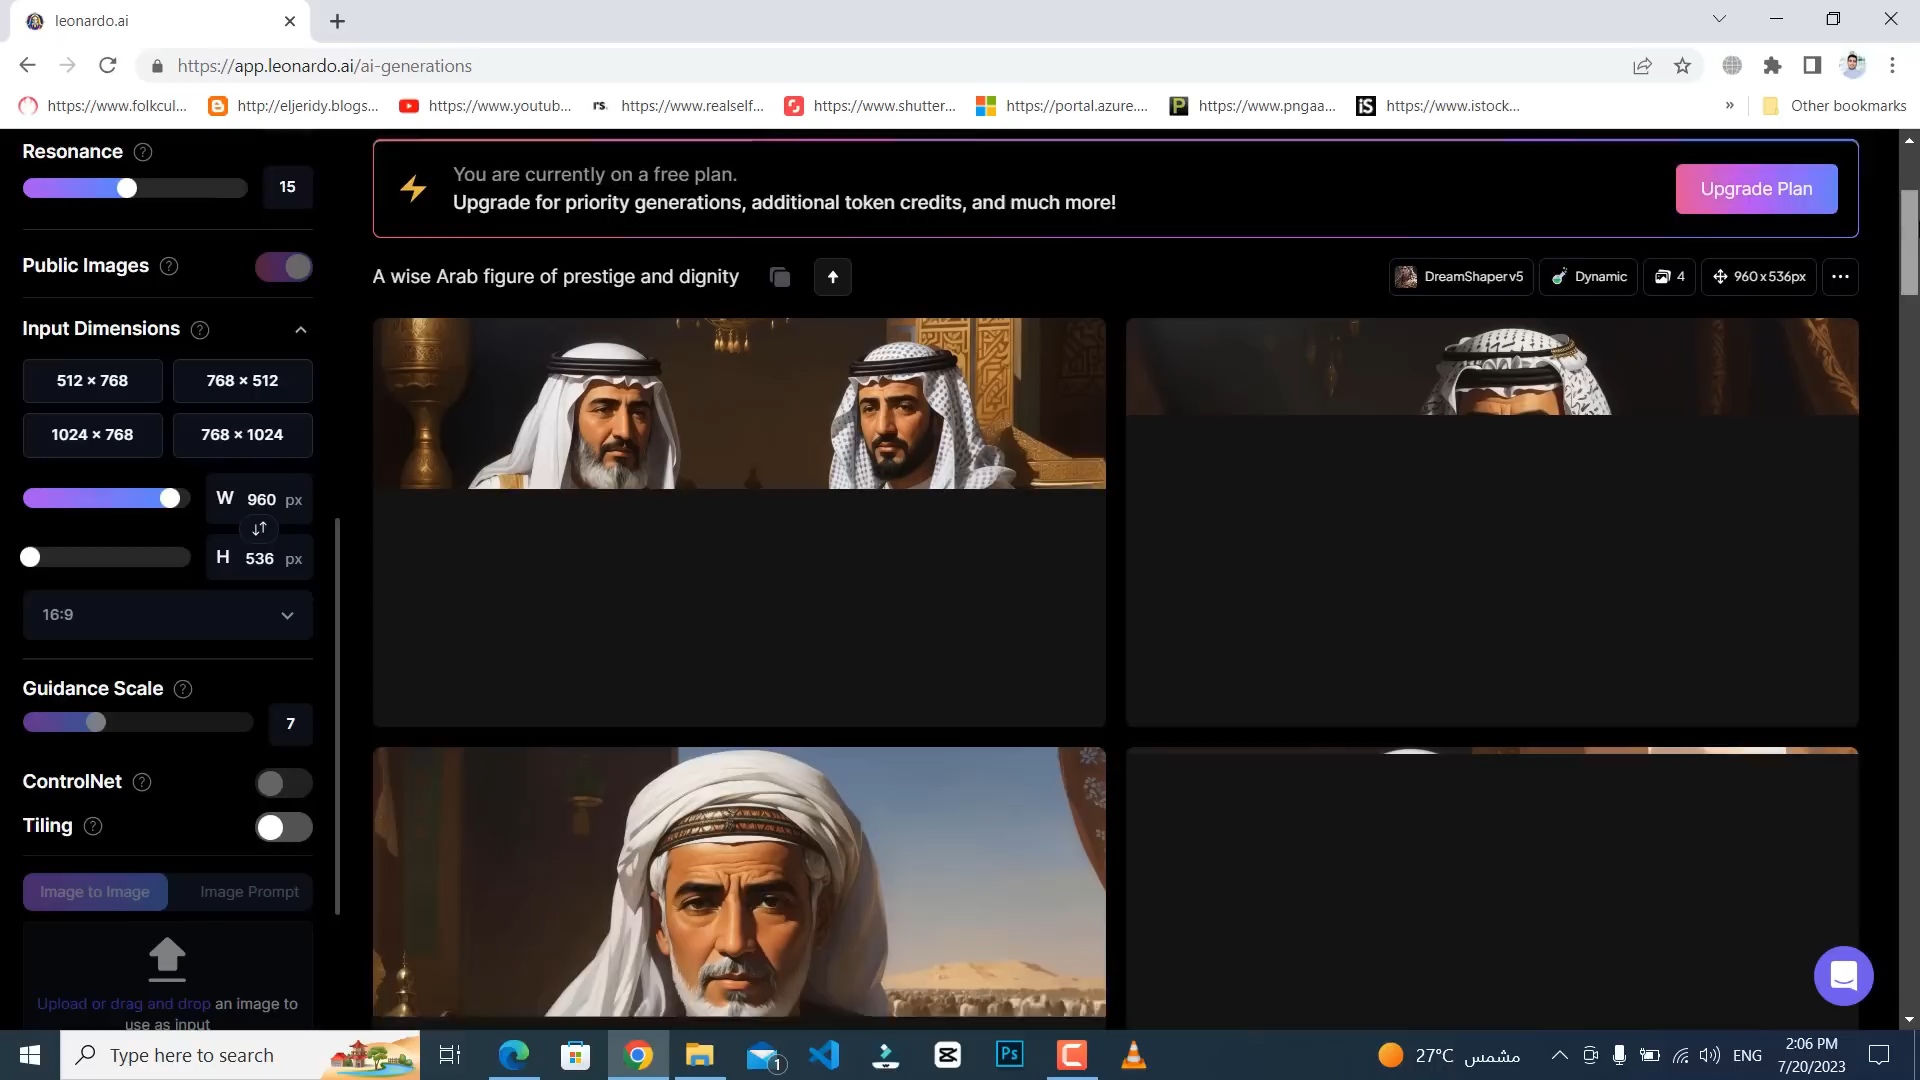 leonardo.ai
https://app.leonardo.ai/ai-generations
https://www.folkcul...
http://eljeridy.blogs...
https://www.youtub...
rs.
https://www.realself...
https://www.shutter...
https://portal.azure....
P
https://www.pngaa...
iS
https://www.istock...
»
Other bookmarks
Resonance ?
15
Public Images ?
Input Dimensions ?
512 × 768
768 × 512
1024 × 768
768 × 1024
W 960 px
H 536 px
16:9
Guidance Scale ?
7
ControlNet ?
Tiling ?
Image to Image
Image Prompt
Upload or drag and drop an image to
use as input
You are currently on a free plan.
Upgrade for priority generations, additional token credits, and much more!
Upgrade Plan
A wise Arab figure of prestige and dignity
DreamShaper v5
Dynamic
4
960 x 536px
Type here to search
1
Ps
27°C مشمس
ENG
2:06 PM
7/20/2023